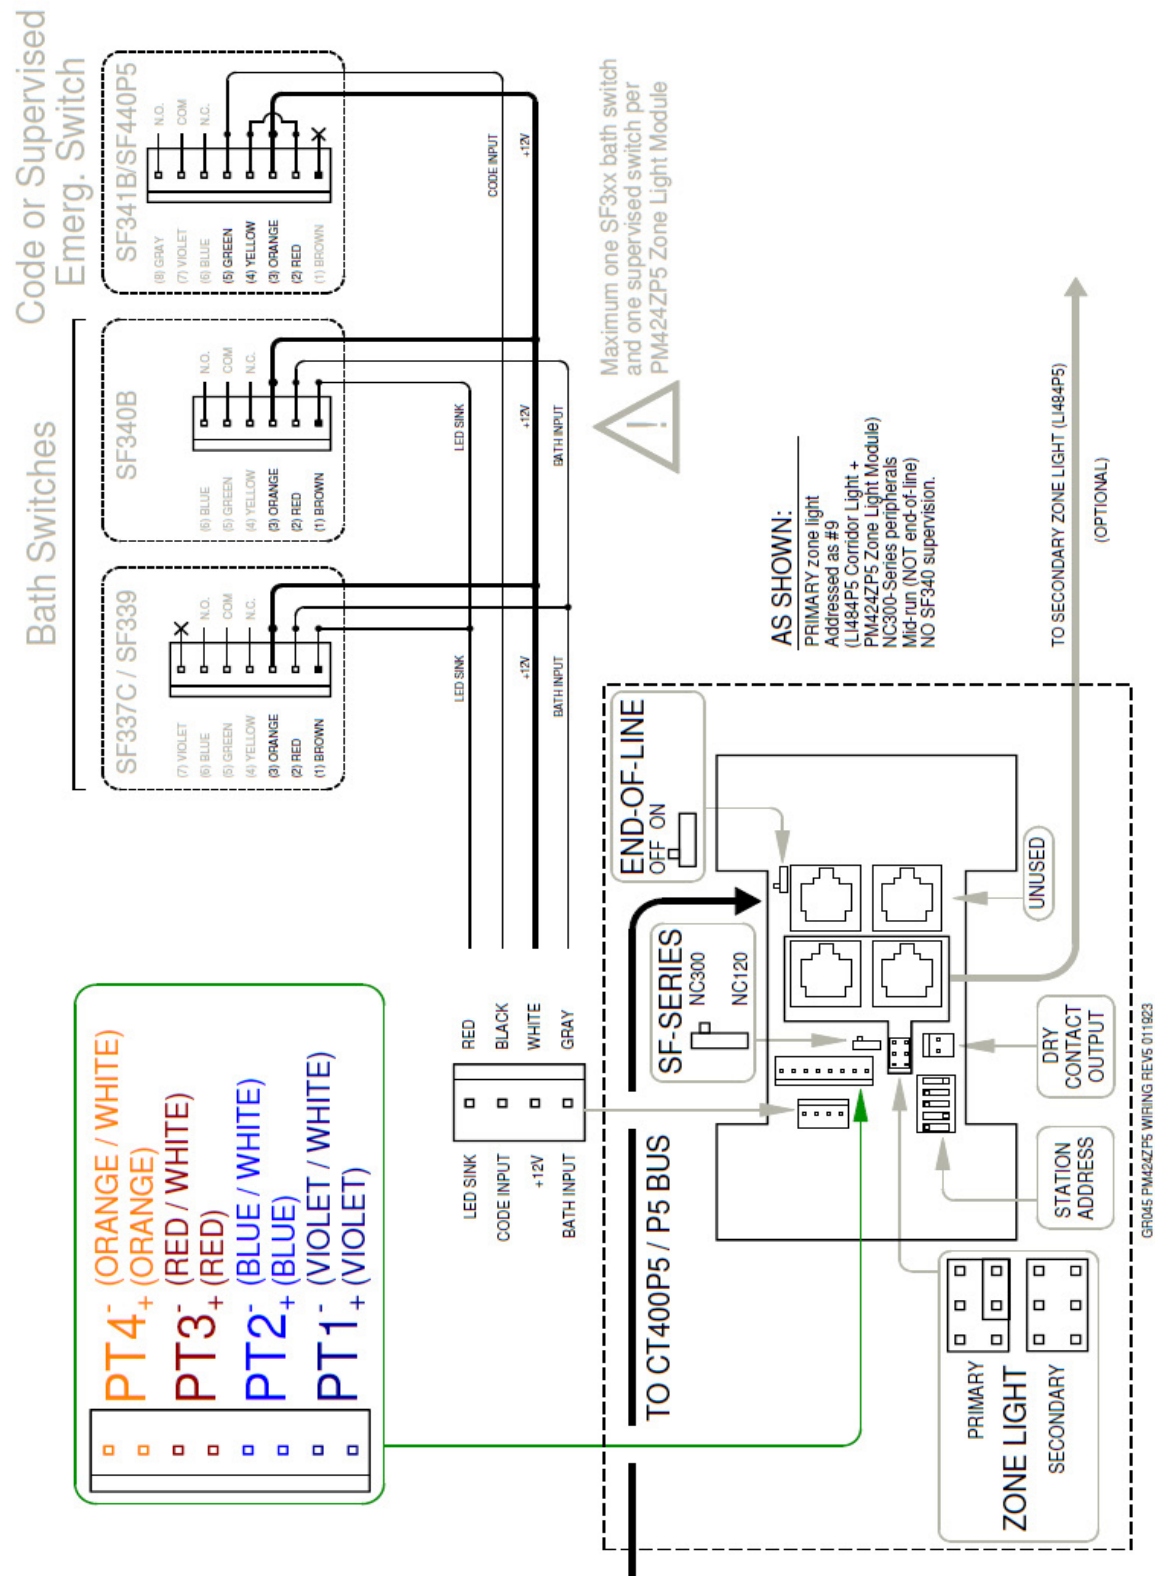 Bath Switches
Code or Supervised
Emerg. Switch
SF337C / SF339
(7) VIOLET
(6) BLUE
N.O.
(5) GREEN
COM
(4) YELLOW
N.C.
(3) ORANGE
(2) RED
(1) BROWN
SF340B
(6) BLUE
N.O.
(5) GREEN
COM
(4) YELLOW
N.C.
(3) ORANGE
(2) RED
(1) BROWN
SF341B/SF440P5
(8) GRAY
N.O.
(7) VIOLET
COM
(6) BLUE
N.C.
(5) GREEN
(4) YELLOW
(3) ORANGE
(2) RED
(1) BROWN
LED SINK
+12V
BATH INPUT
LED SINK
+12V
BATH INPUT
CODE INPUT
+12V
PT4 - (ORANGE / WHITE)
+ (ORANGE)
PT3 - (RED / WHITE)
+ (RED)
PT2 - (BLUE / WHITE)
+ (BLUE)
PT1 - (VIOLET / WHITE)
+ (VIOLET)
LED SINK
RED
CODE INPUT
BLACK
+12V
WHITE
BATH INPUT
GRAY
Maximum one SF3xx bath switch
and one supervised switch per
PM424ZP5 Zone Light Module
!
AS SHOWN:
PRIMARY zone light
Addressed as #9
(LI484P5 Corridor Light +
PM424ZP5 Zone Light Module)
NC300-Series peripherals
Mid-run (NOT end-of-line)
NO SF340 supervision.
TO CT400P5 / P5 BUS
SF-SERIES
NC300
NC120
END-OF-LINE
OFF ON
UNUSED
TO SECONDARY ZONE LIGHT (LI484P5)
(OPTIONAL)
PRIMARY
ZONE LIGHT
SECONDARY
STATION
ADDRESS
DRY
CONTACT
OUTPUT
GR045 PM424ZP5 WIRING REV5 011923